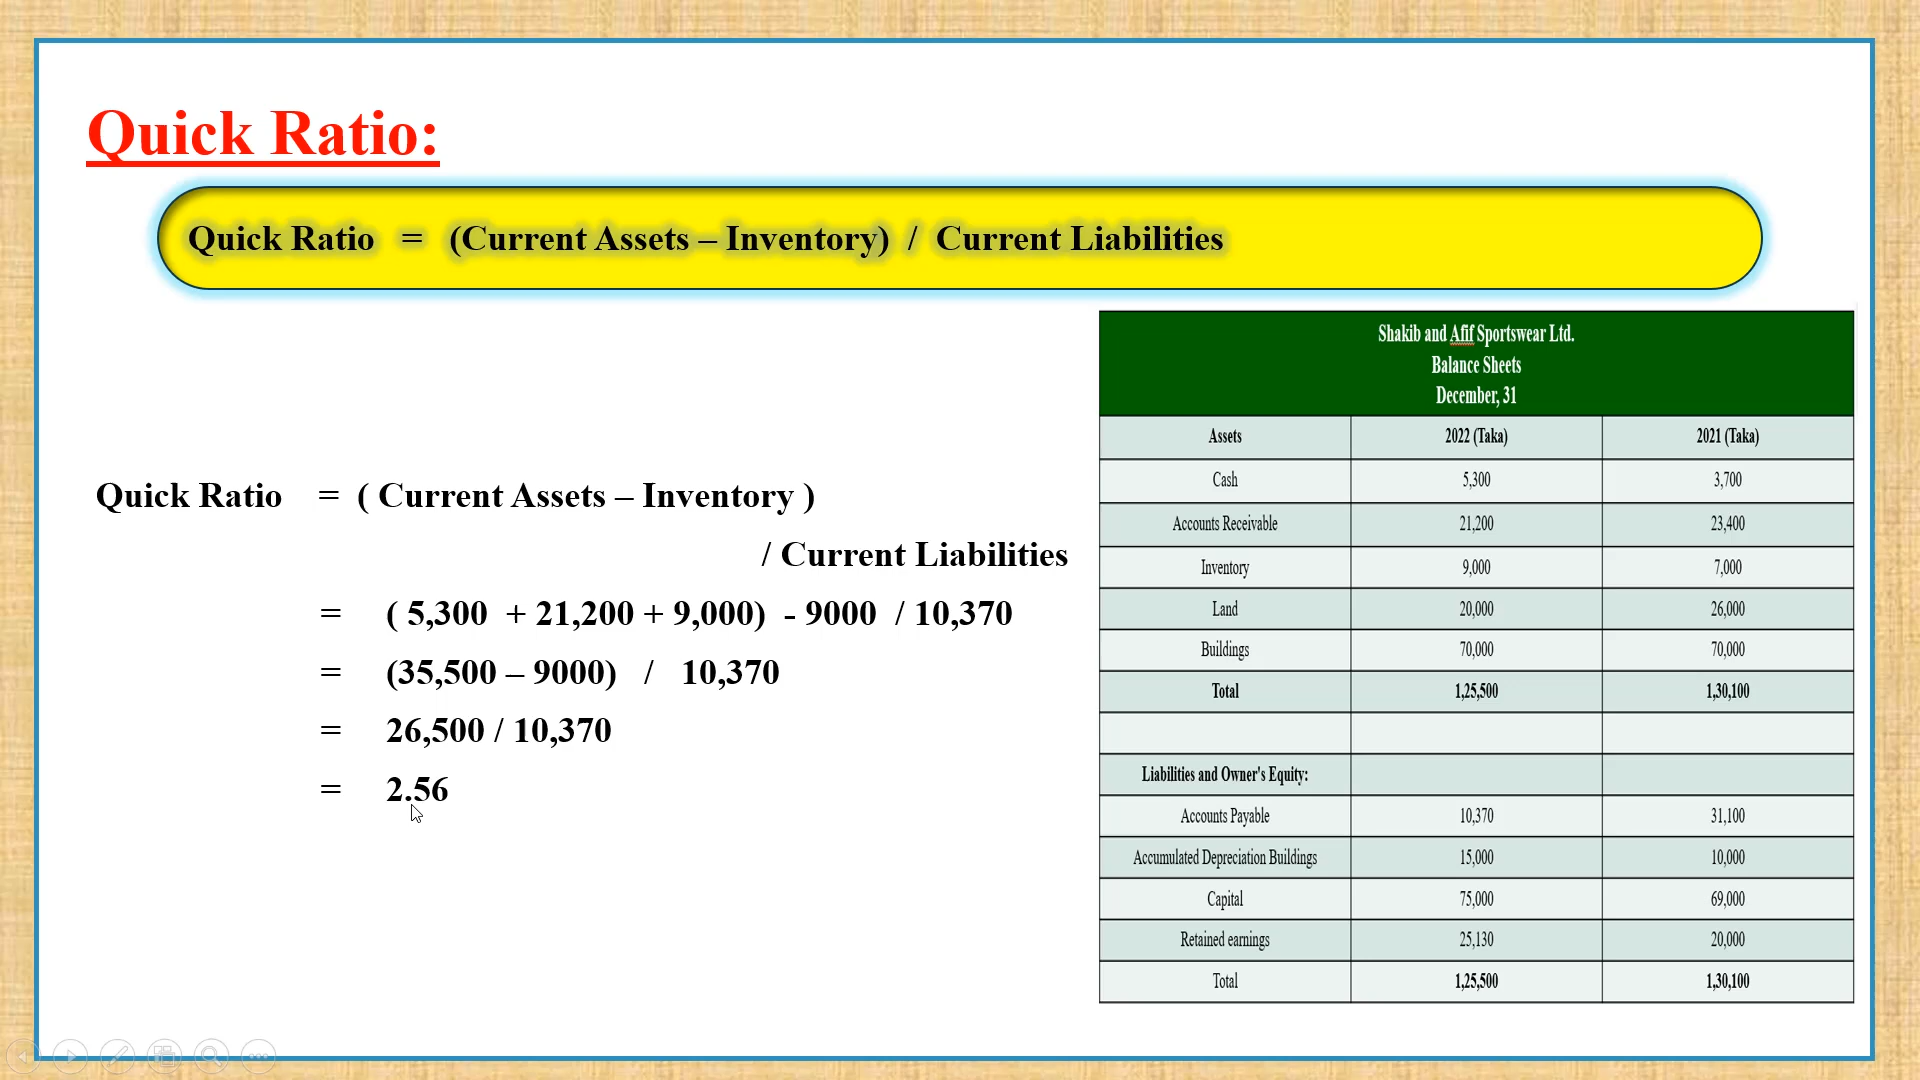 Quick Ratio:
Quick Ratio = (Current Assets – Inventory) / Current Liabilities
Quick Ratio = ( Current Assets – Inventory )
/ Current Liabilities
= ( 5,300 + 21,200 + 9,000) - 9000 / 10,370
= (35,500 – 9000) / 10,370
= 26,500 / 10,370
= 2.56
Shakib and Afif Sportswear Ltd.
Balance Sheets
December, 31
Assets 2022 (Taka) 2021 (Taka)
Cash 5,300 3,700
Accounts Receivable 21,200 23,400
Inventory 9,000 7,000
Land 20,000 26,000
Buildings 70,000 70,000
Total 1,25,500 1,30,100
Liabilities and Owner's Equity:
Accounts Payable 10,370 31,100
Accumulated Depreciation Buildings 15,000 10,000
Capital 75,000 69,000
Retained earnings 25,130 20,000
Total 1,25,500 1,30,100